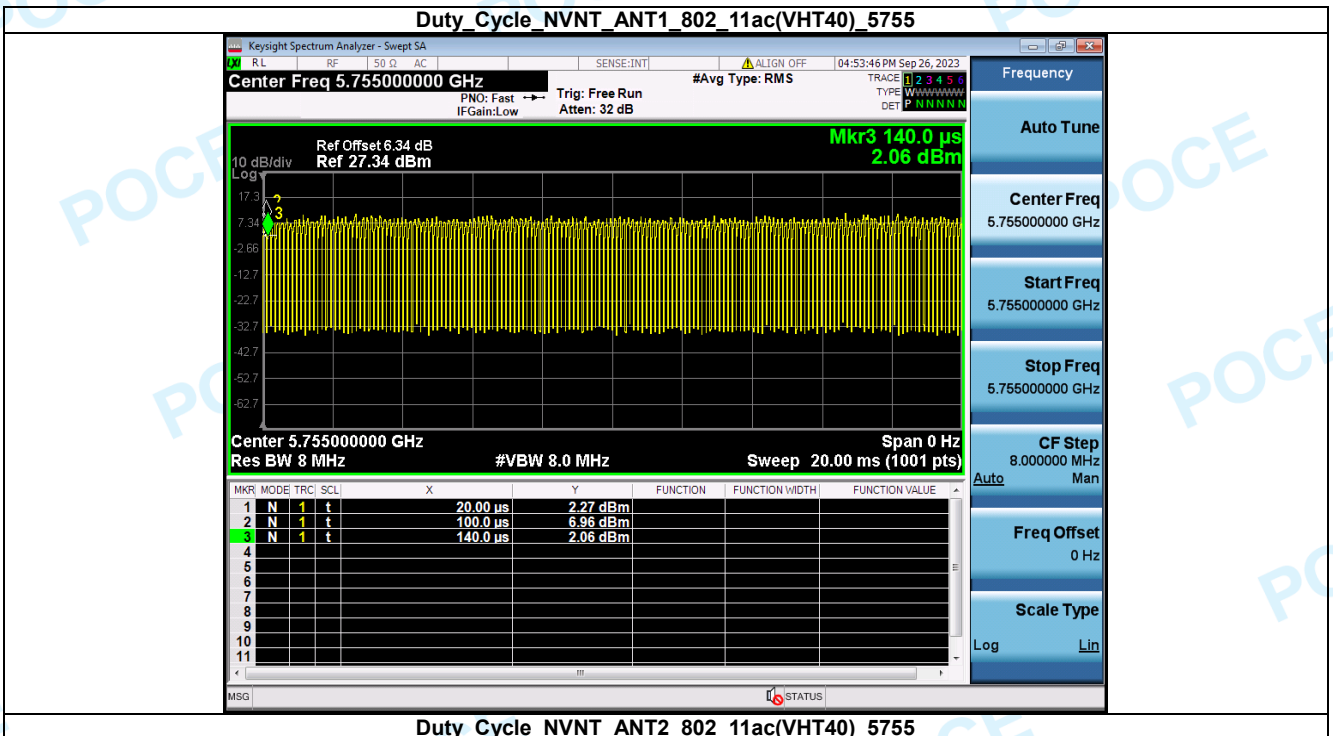 Duty_Cycle_NVNT_ANT1_802_11ac(VHT40)_5755
Keysight Spectrum Analyzer - Swept SA
LXI RL RF 50 Ω AC SENSE:INT ALIGN OFF 04:53:46 PM Sep 26, 2023
Center Freq 5.755000000 GHz #Avg Type: RMS TRACE 1 2 3 4 5 6
PNO: Fast Trig: Free Run TYPE WWWWWW
IFGain:Low Atten: 32 dB DET P N N N N N
Mkr3 140.0 µs
Ref Offset 6.34 dB
10 dB/div Ref 27.34 dBm 2.06 dBm
Log
17.3
7.34
-2.66
-12.7
-22.7
-32.7
-42.7
-52.7
-62.7
2
3
Center 5.755000000 GHz Span 0 Hz
Res BW 8 MHz #VBW 8.0 MHz Sweep 20.00 ms (1001 pts)
MKR MODE TRC SCL X Y FUNCTION FUNCTION WIDTH FUNCTION VALUE
1 N 1 t 20.00 µs 2.27 dBm
2 N 1 t 100.0 µs 6.96 dBm
3 N 1 t 140.0 µs 2.06 dBm
4
5
6
7
8
9
10
11
MSG STATUS
Frequency
Auto Tune
Center Freq
5.755000000 GHz
Start Freq
5.755000000 GHz
Stop Freq
5.755000000 GHz
CF Step
8.000000 MHz
Auto Man
Freq Offset
0 Hz
Scale Type
Log Lin
Duty_Cycle_NVNT_ANT2_802_11ac(VHT40)_5755
POCE
POCE
POCE